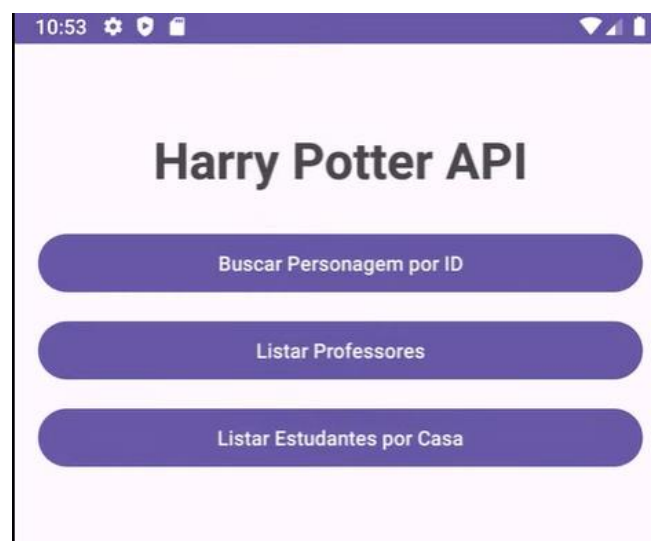 10:53
Harry Potter API
Buscar Personagem por ID
Listar Professores
Listar Estudantes por Casa